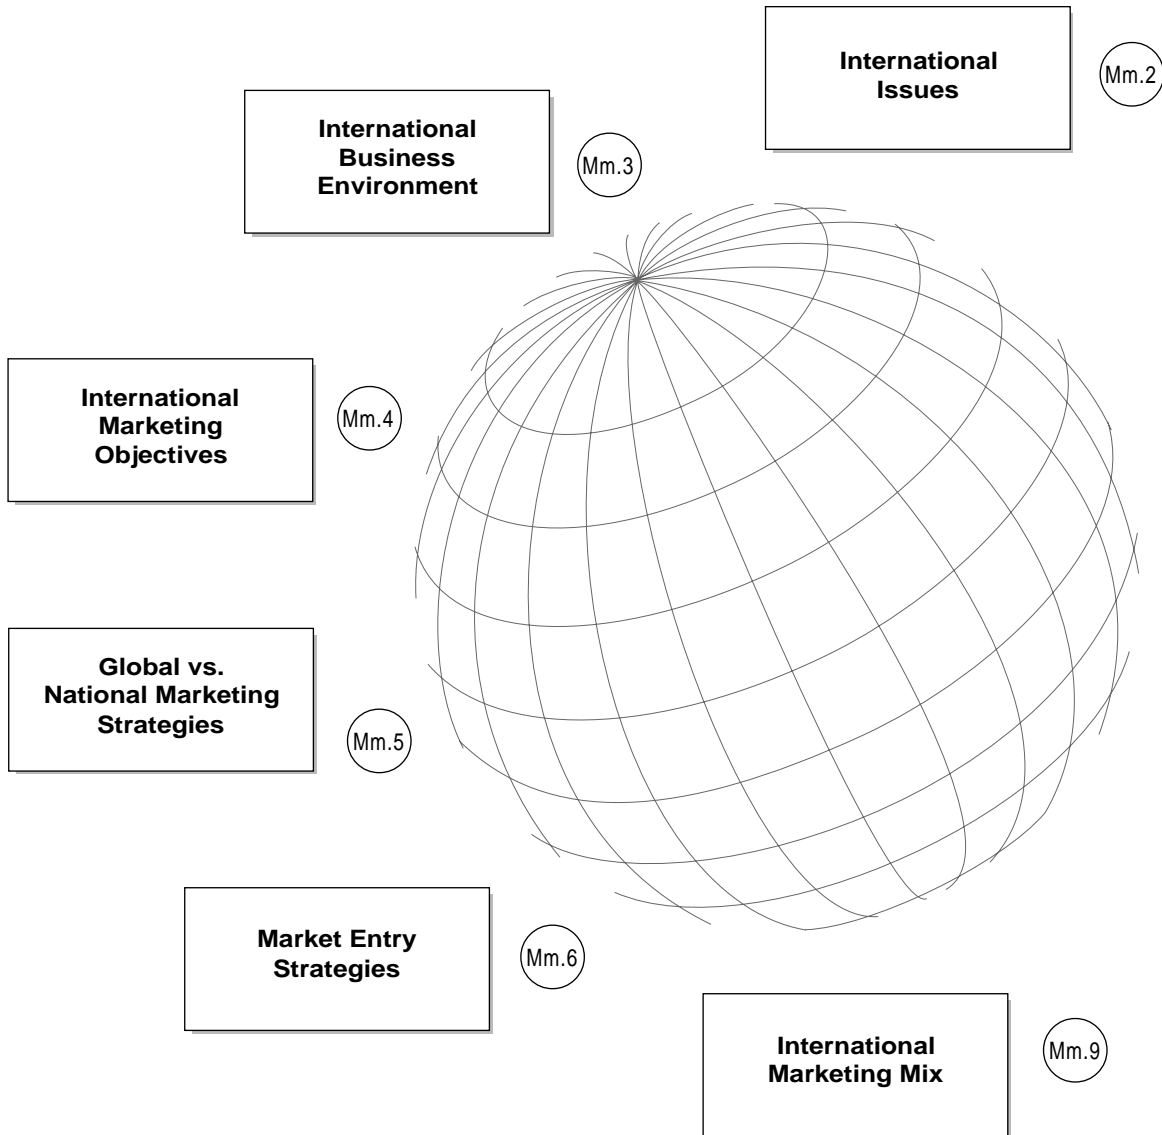 International
Issues
Mm.2
International
Business
Environment
Mm.3
International
Marketing
Objectives
Mm.4
Global vs.
National Marketing
Strategies
Mm.5
Market Entry
Strategies
Mm.6
International
Marketing Mix
Mm.9